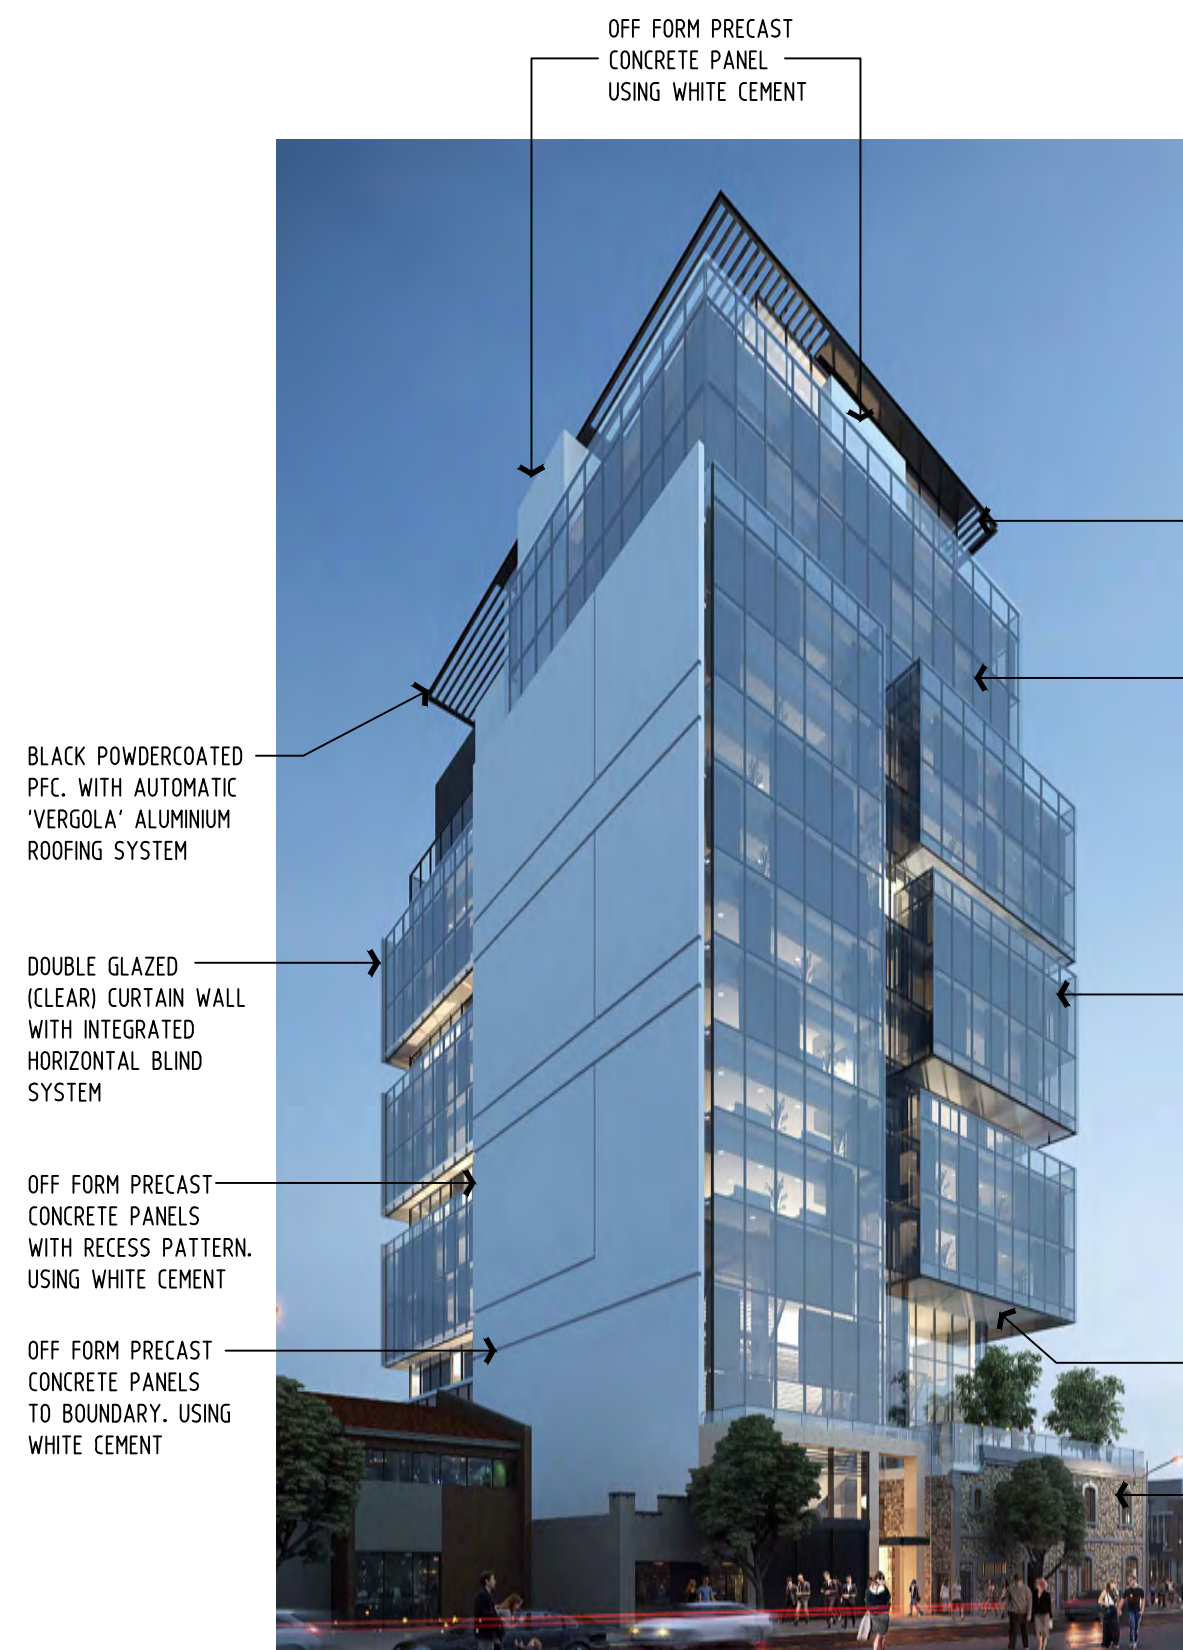 OFF FORM PRECAST
CONCRETE PANEL
USING WHITE CEMENT
BLACK POWDERCOATED
PFC. WITH AUTOMATIC
'VERGOLA' ALUMINIUM
ROOFING SYSTEM
DOUBLE GLAZED
(CLEAR) CURTAIN WALL
WITH INTEGRATED
HORIZONTAL BLIND
SYSTEM
OFF FORM PRECAST
CONCRETE PANELS
WITH RECESS PATTERN.
USING WHITE CEMENT
OFF FORM PRECAST
CONCRETE PANELS
TO BOUNDARY. USING
WHITE CEMENT